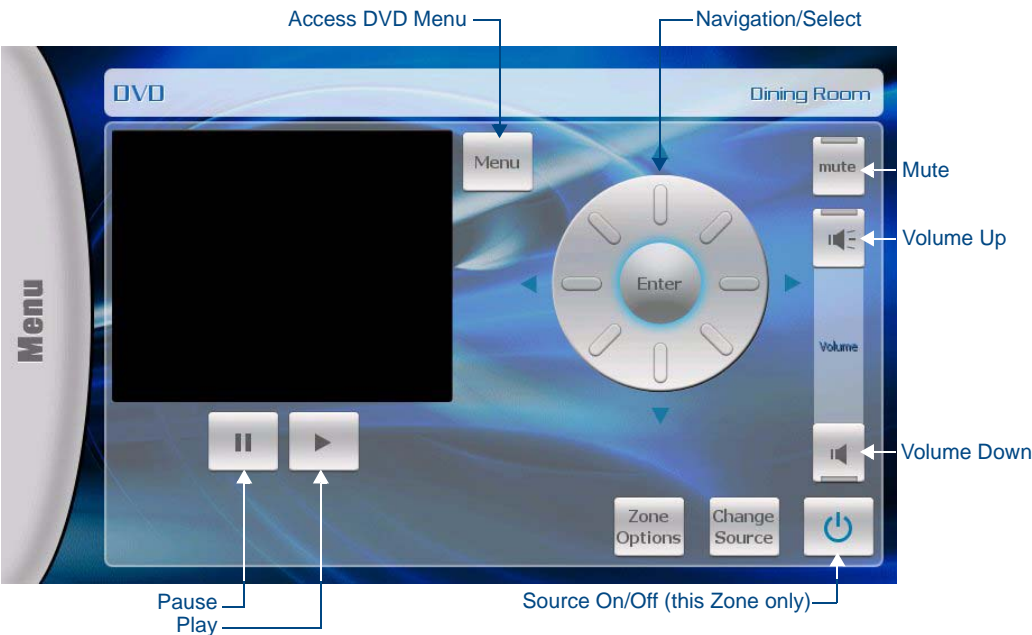 Access DVD Menu
Navigation/Select
DVD
Dining Room
Menu
mute
Mute
Volume Up
Enter
Menu
Volume
Volume Down
Zone
Options
Change
Source
Pause
Play
Source On/Off (this Zone only)